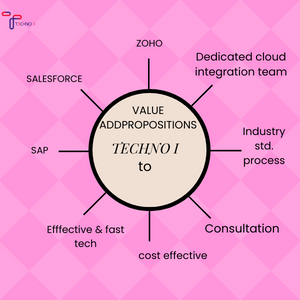 TECHNO I
ZOHO
Dedicated cloud
integration team
SALESFORCE
VALUE
ADDPROPOSITIONS
TECHNO I
to
Industry
std.
process
SAP
Efffective & fast
tech
Consultation
cost effective